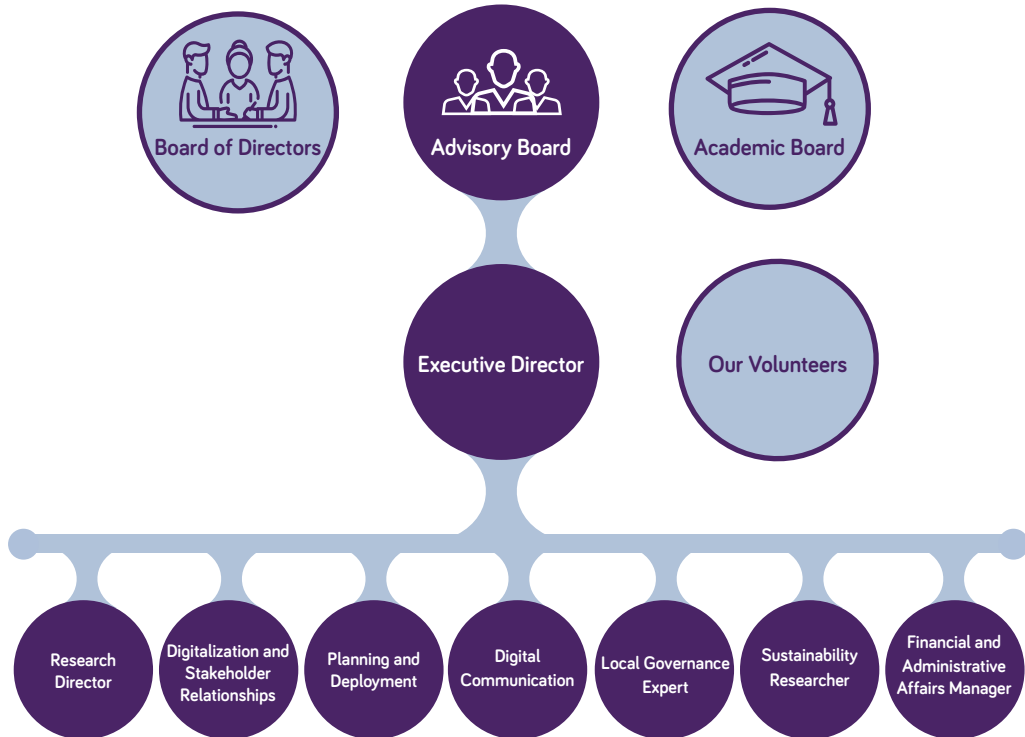 Board of Directors
Advisory Board
Academic Board
Executive Director
Our Volunteers
Research
Director
Digitalization and
Stakeholder
Relationships
Planning and
Deployment
Digital
Communication
Local Governance
Expert
Sustainability
Researcher
Financial and
Administrative
Affairs Manager